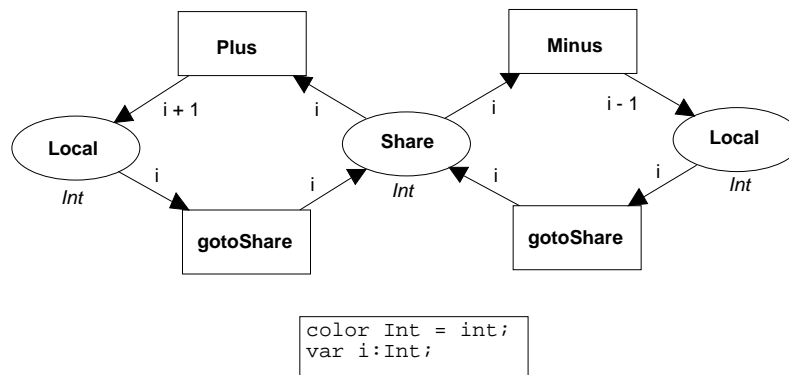 Plus
Minus
i + 1
i
i
i - 1
Local
Share
Local
Int
i
i
Int
i
i
Int
gotoShare
gotoShare
color Int = int;
var i:Int;